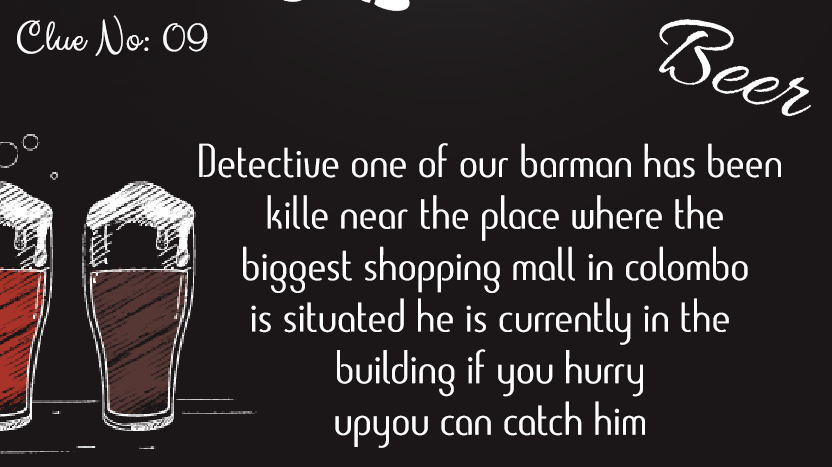 Clue No: 09
Beer
Detective one of our barman has been
kille near the place where the
biggest shopping mall in colombo
is situated he is currently in the
building if you hurry
upyou can catch him